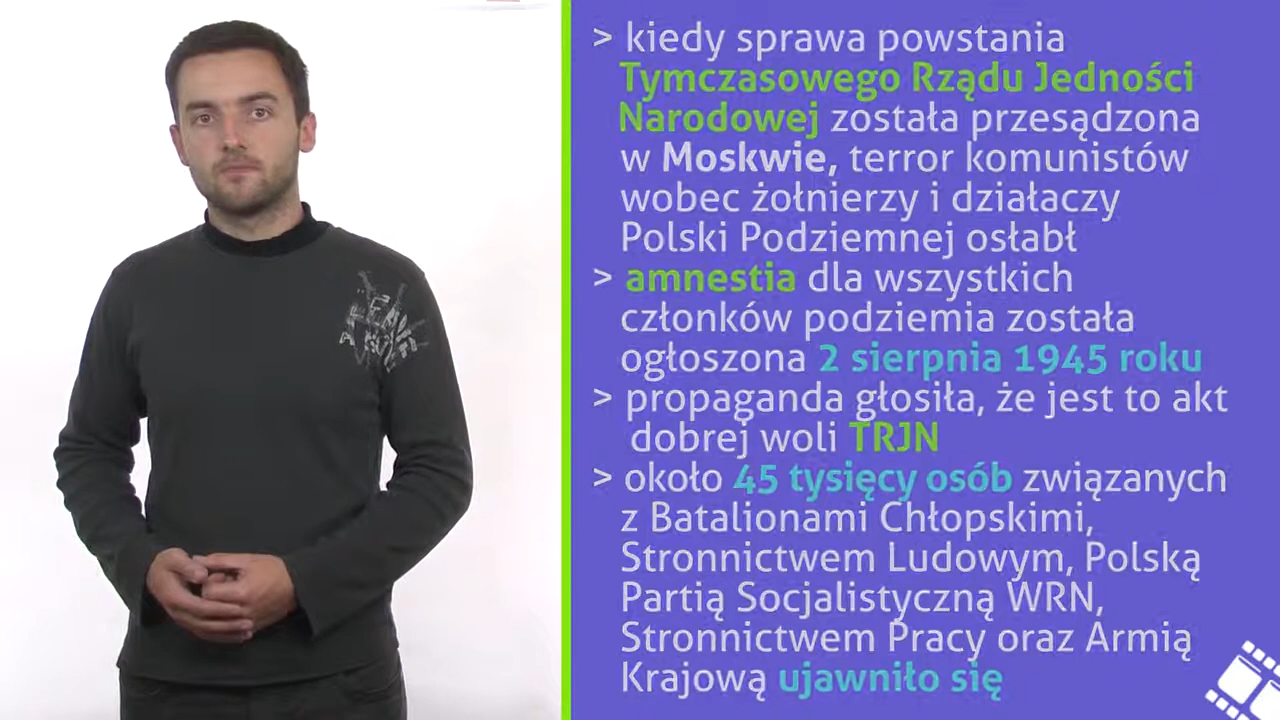 > kiedy sprawa powstania
Tymczasowego Rządu Jedności
Narodowej została przesądzona
w Moskwie, terror komunistów
wobec żołnierzy i działaczy
Polski Podziemnej osłabł
> amnestia dla wszystkich
członków podziemia została
ogłoszona 2 sierpnia 1945 roku
> propaganda głosiła, że jest to akt
dobrej woli TRJN
> około 45 tysięcy osób związanych
z Batalionami Chłopskimi,
Stronnictwem Ludowym, Polską
Partią Socjalistyczną WRN,
Stronnictwem Pracy oraz Armią
Krajową ujawniło się